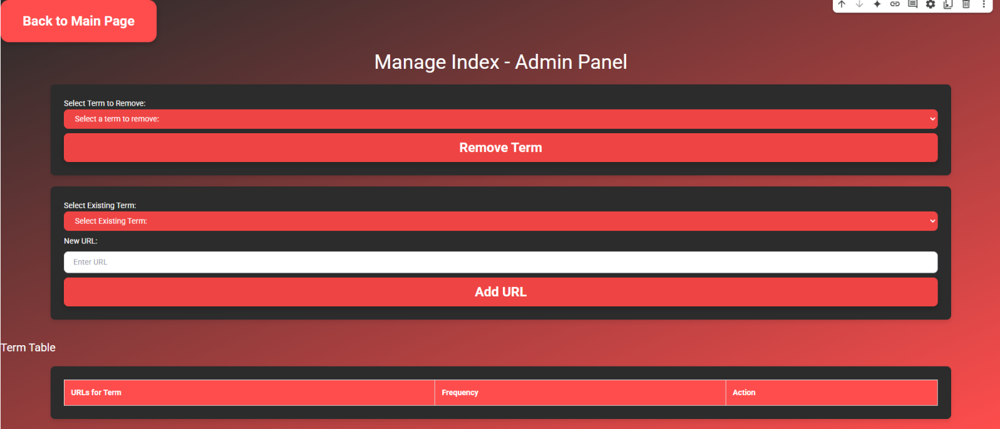 Back to Main Page
Manage Index - Admin Panel
Select Term to Remove:
Select a term to remove:
Remove Term
Select Existing Term:
Select Existing Term:
New URL:
Enter URL
Add URL
Term Table
URLs for Term Frequency Action